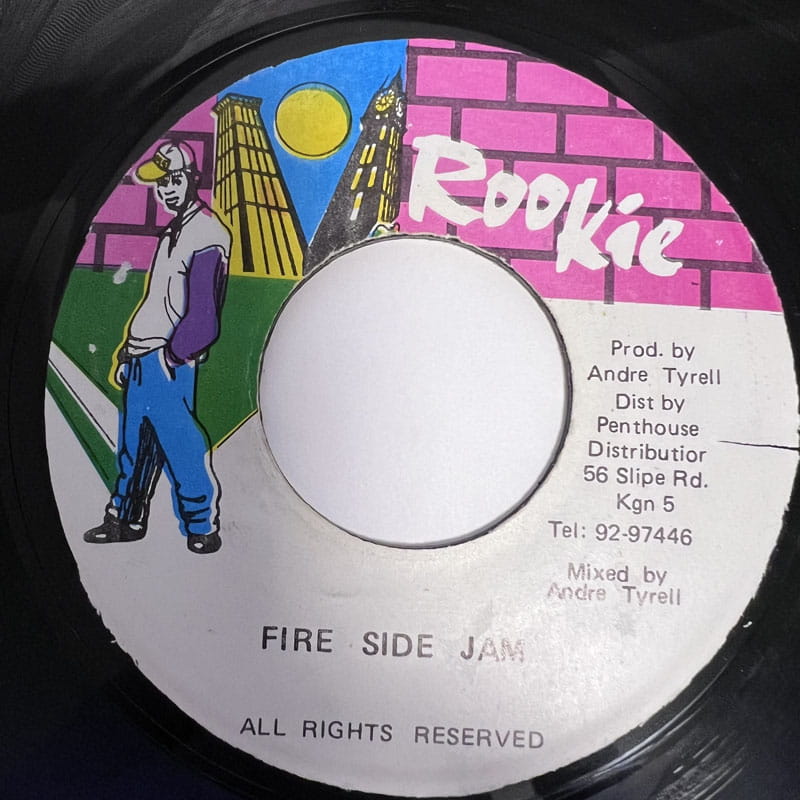 Rookie
Prod. by
Andre Tyrell
Dist by
Penthouse
Distributior
56 Slipe Rd.
Kgn 5
Tel: 92-97446
Mixed by
Andre Tyrell
FIRE SIDE JAM
ALL RIGHTS RESERVED